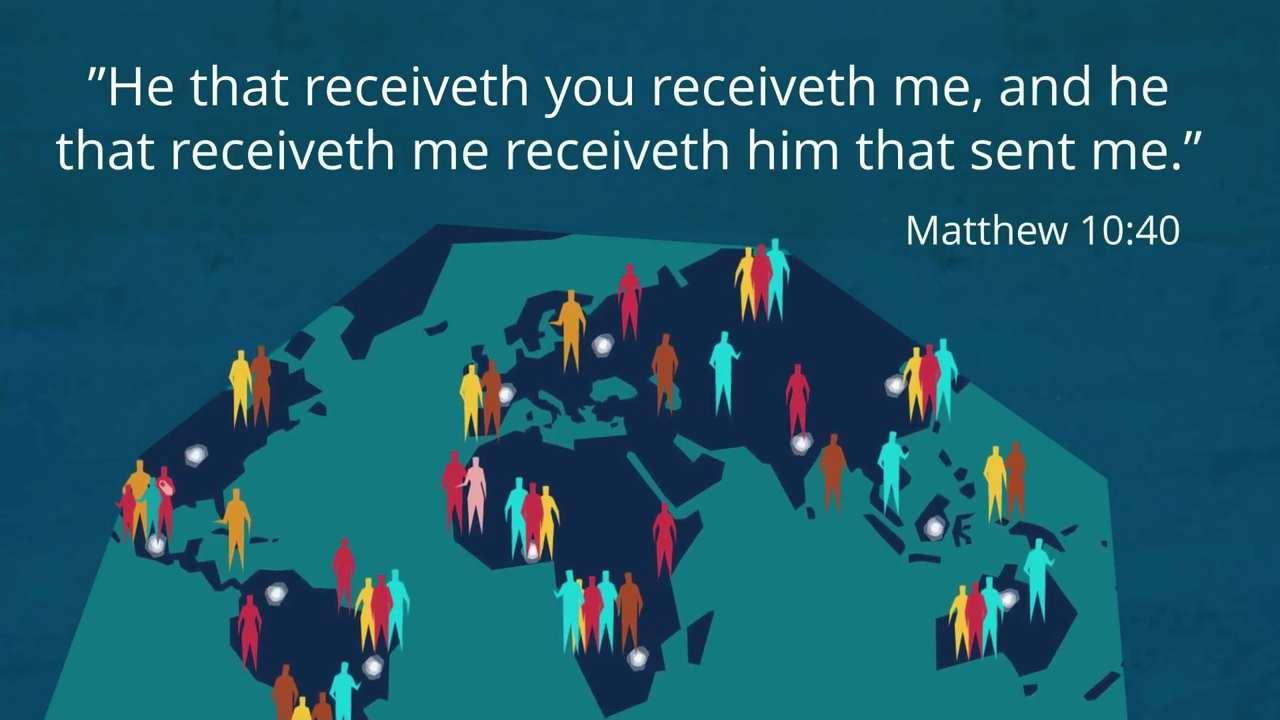 ”He that receiveth you receiveth me, and he
that receiveth me receiveth him that sent me.”
Matthew 10:40